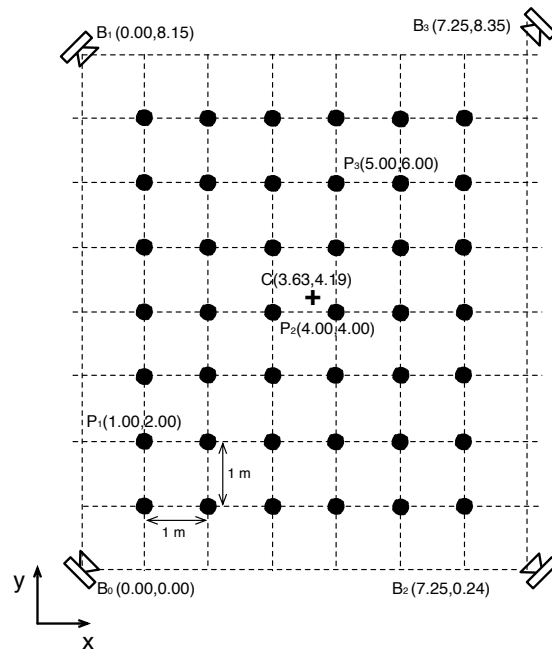 B₁(0.00,8.15)
B₃(7.25,8.35)
P₃(5.00,6.00)
C(3.63,4.19)
P₂(4.00,4.00)
P₁(1.00,2.00)
1 m
1 m
B₀(0.00,0.00)
B₂(7.25,0.24)
y
x